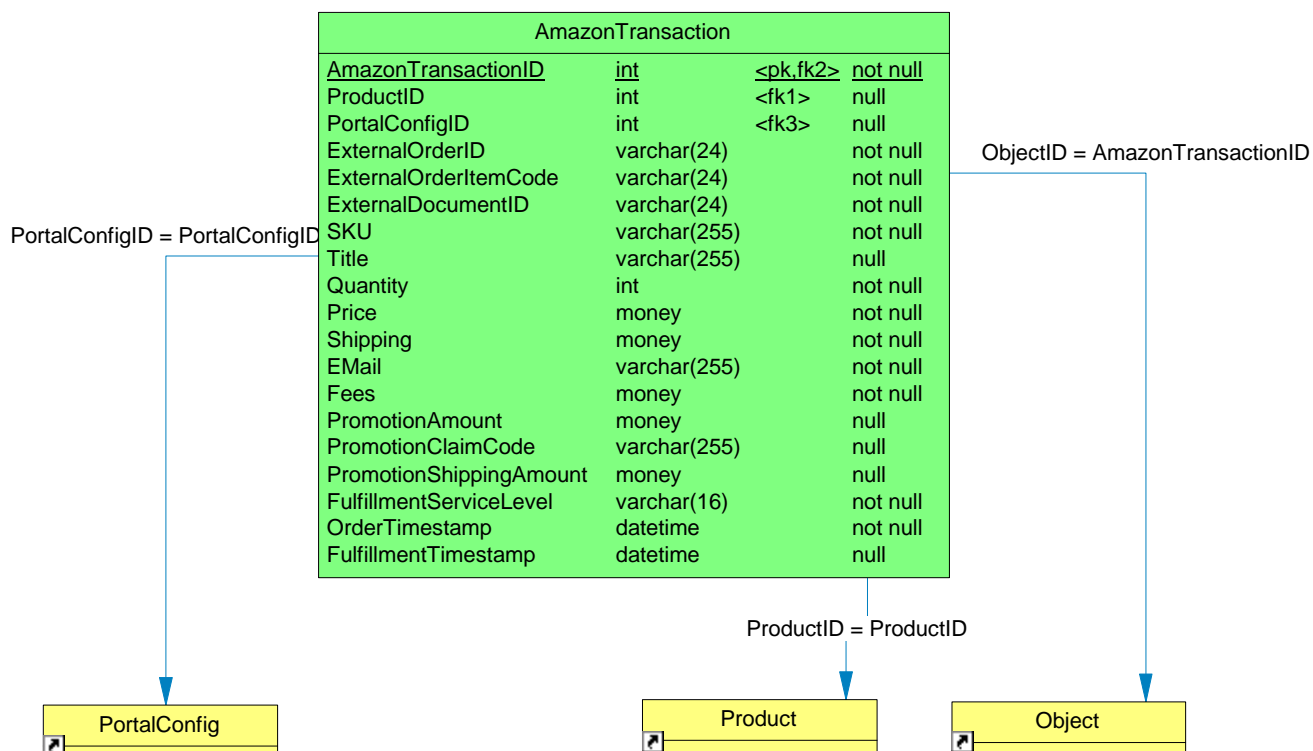 AmazonTransaction
AmazonTransactionID int <pk,fk2> not null
ProductID int <fk1> null
PortalConfigID int <fk3> null
ExternalOrderID varchar(24) not null
ObjectID = AmazonTransactionID
ExternalOrderItemCode varchar(24) not null
ExternalDocumentID varchar(24) not null
PortalConfigID = PortalConfigID
SKU varchar(255) not null
Title varchar(255) null
Quantity int not null
Price money not null
Shipping money not null
EMail varchar(255) not null
Fees money not null
PromotionAmount money null
PromotionClaimCode varchar(255) null
PromotionShippingAmount money null
FulfillmentServiceLevel varchar(16) not null
OrderTimestamp datetime not null
FulfillmentTimestamp datetime null
ProductID = ProductID
PortalConfig
Product
Object